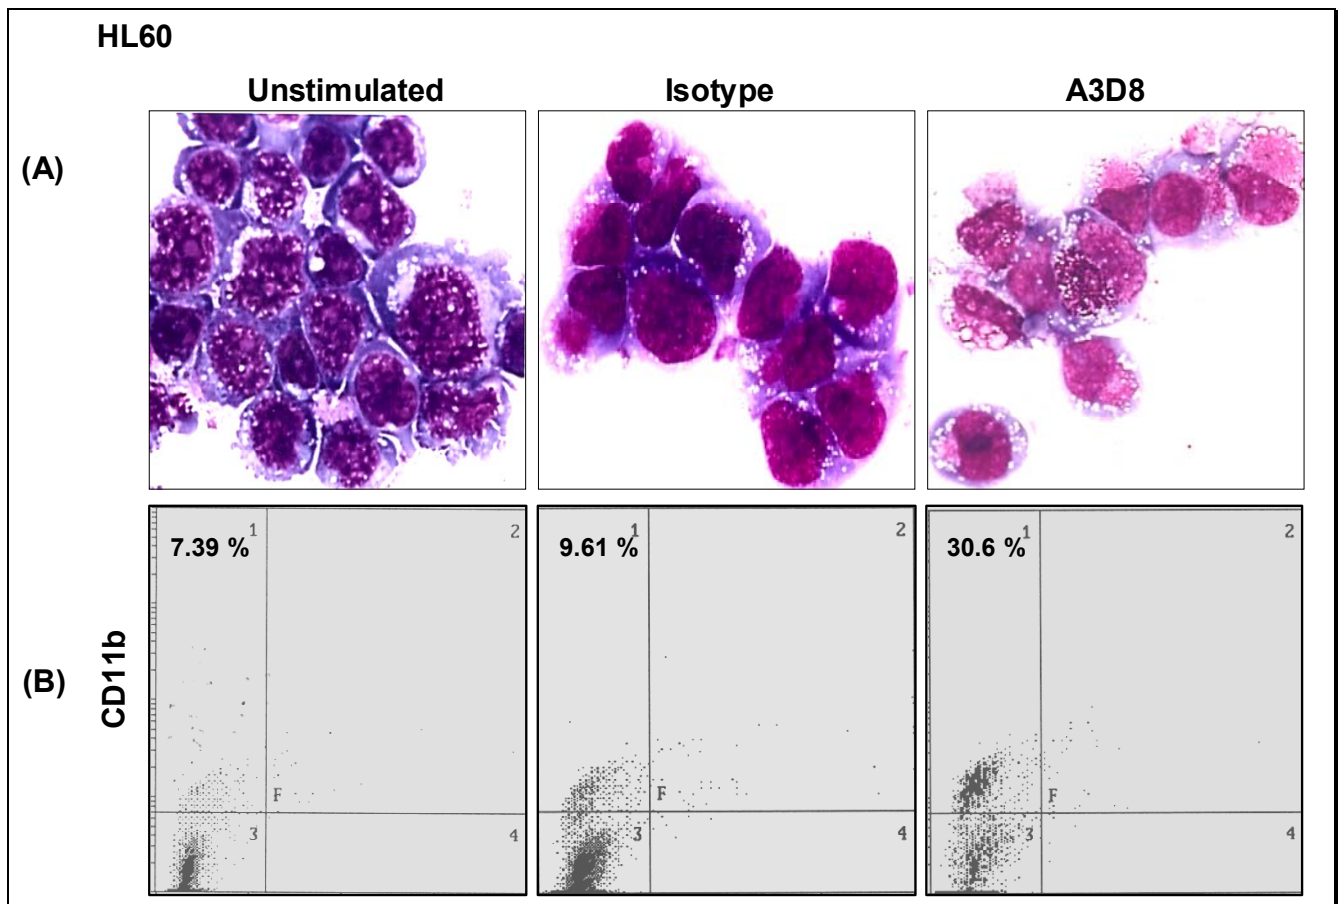 HL60
Unstimulated Isotype A3D8
(A)
7.39 % 1 2 9.61 % 1 2 30.6 % 1 2
(B) CD11b
F F F
3 4 3 4 3 4